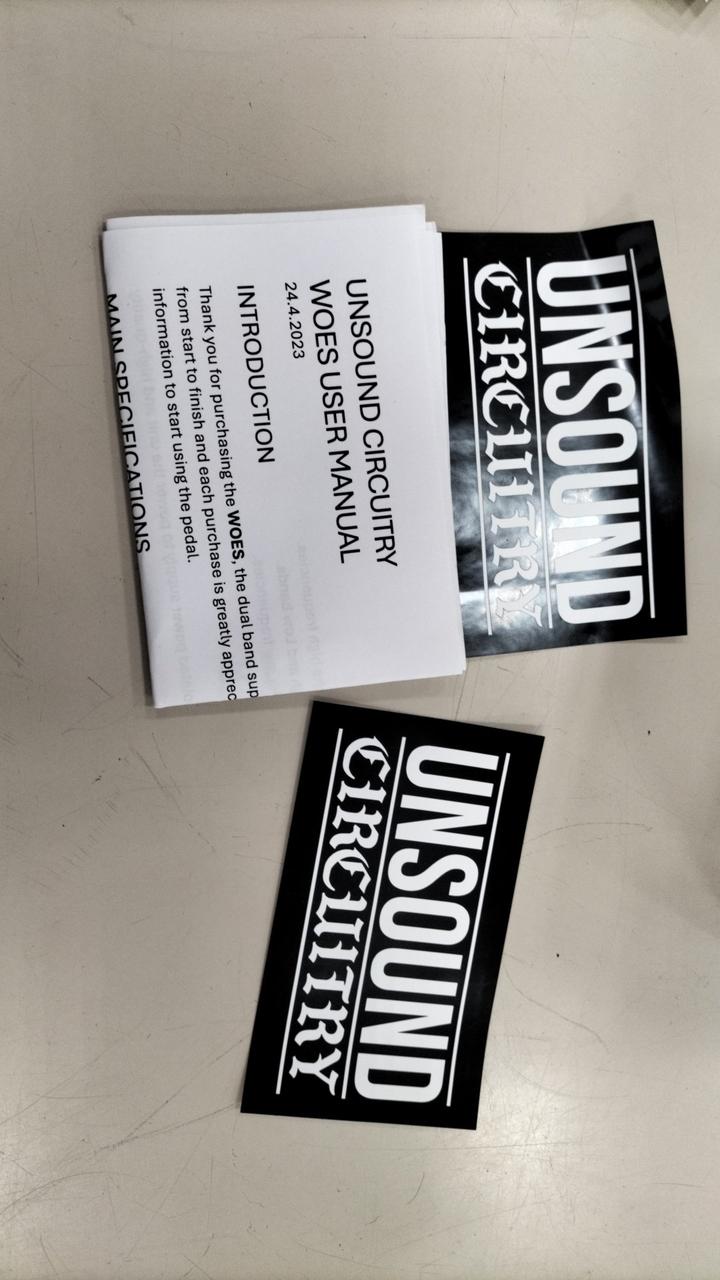 UNSOUND
CIRCUITRY
UNSOUND CIRCUITRY
WOES USER MANUAL
24.4.2023
INTRODUCTION
Thank you for purchasing the WOES, the dual band sup
from start to finish and each purchase is greatly apprec
information to start using the pedal.
MAIN SPECIFICATIONS
UNSOUND
CIRCUITRY